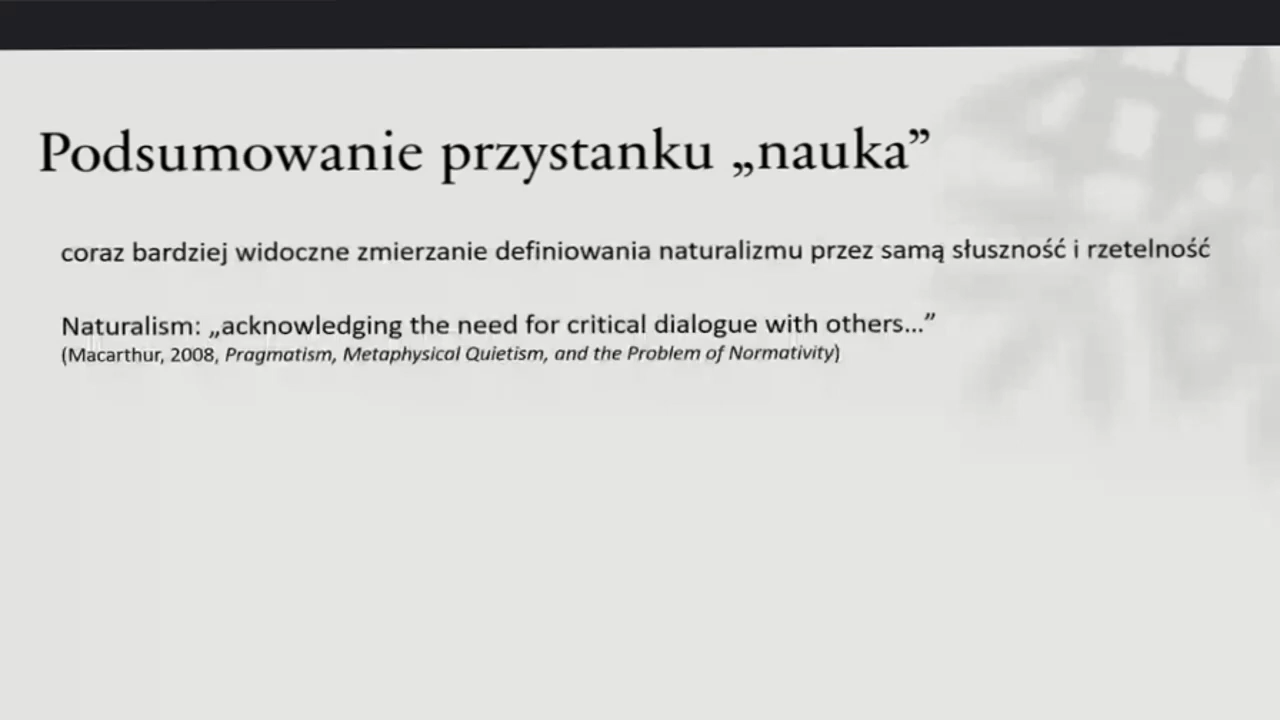 Podsumowanie przystanku „nauka”
coraz bardziej widoczne zmierzanie definiowania naturalizmu przez samą słuszność i rzetelność
Naturalism: „acknowledging the need for critical dialogue with others...”
(Macarthur, 2008, Pragmatism, Metaphysical Quietism, and the Problem of Normativity)